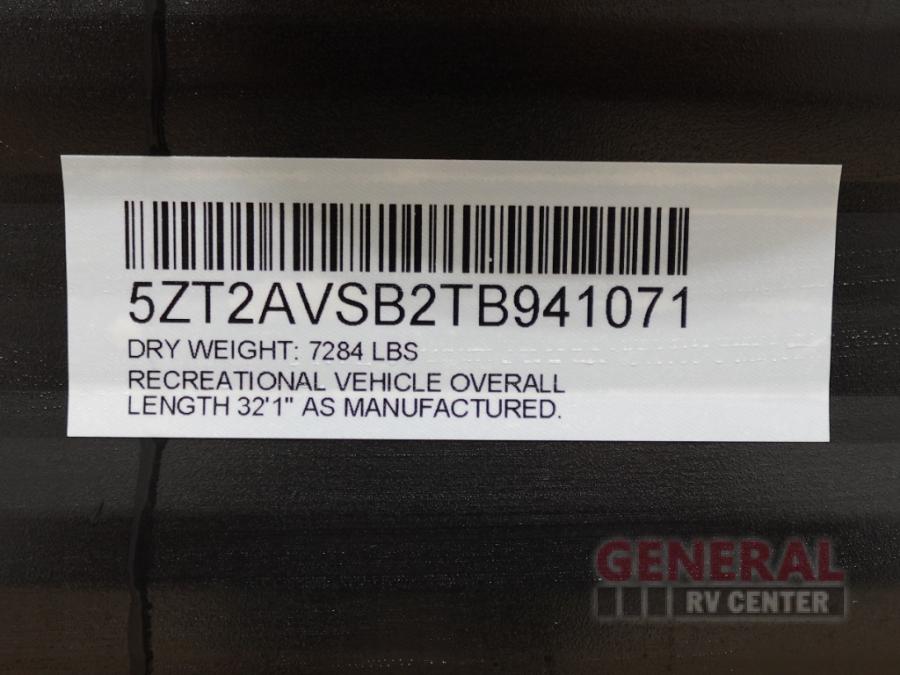 5ZT2AVSB2TB941071
DRY WEIGHT: 7284 LBS
RECREATIONAL VEHICLE OVERALL
LENGTH 32'1" AS MANUFACTURED.
GENERAL
RV CENTER